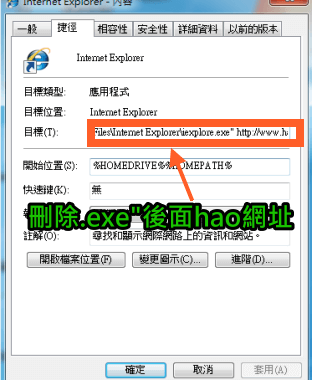 Internet Explorer - 內容
一般 捷徑 相容性 安全性 詳細資料 以前的版本
Internet Explorer
目標類型: 應用程式
目標位置: Internet Explorer
目標(T): Files\Internet Explorer\iexplore.exe" http://www.h
開始位置(S): %HOMEDRIVE%%HOMEPATH%
快速鍵(K): 無
刪除.exe"後面hao網址
註解(O): 尋找和顯示網際網路上的資訊和網站。
開啟檔案位置(F) 變更圖示(C)... 進階(D)...
確定 取消 套用(A)